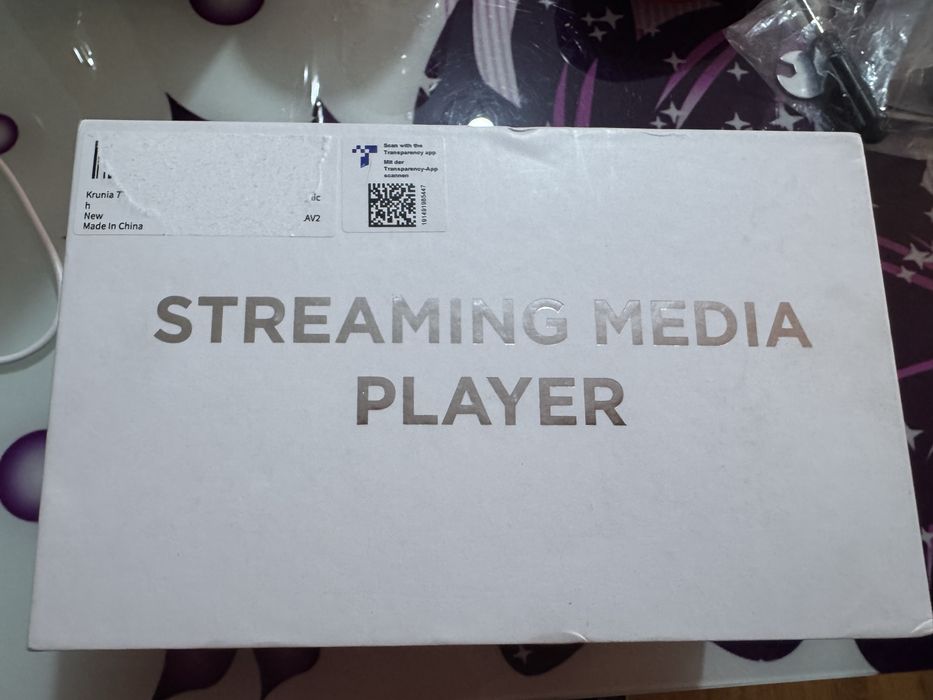 Krunia T
h
New
Made In China
dc
.AV2
Scan with the
Transparency app
Mit der
Transparency-App
scannen
STREAMING MEDIA
PLAYER